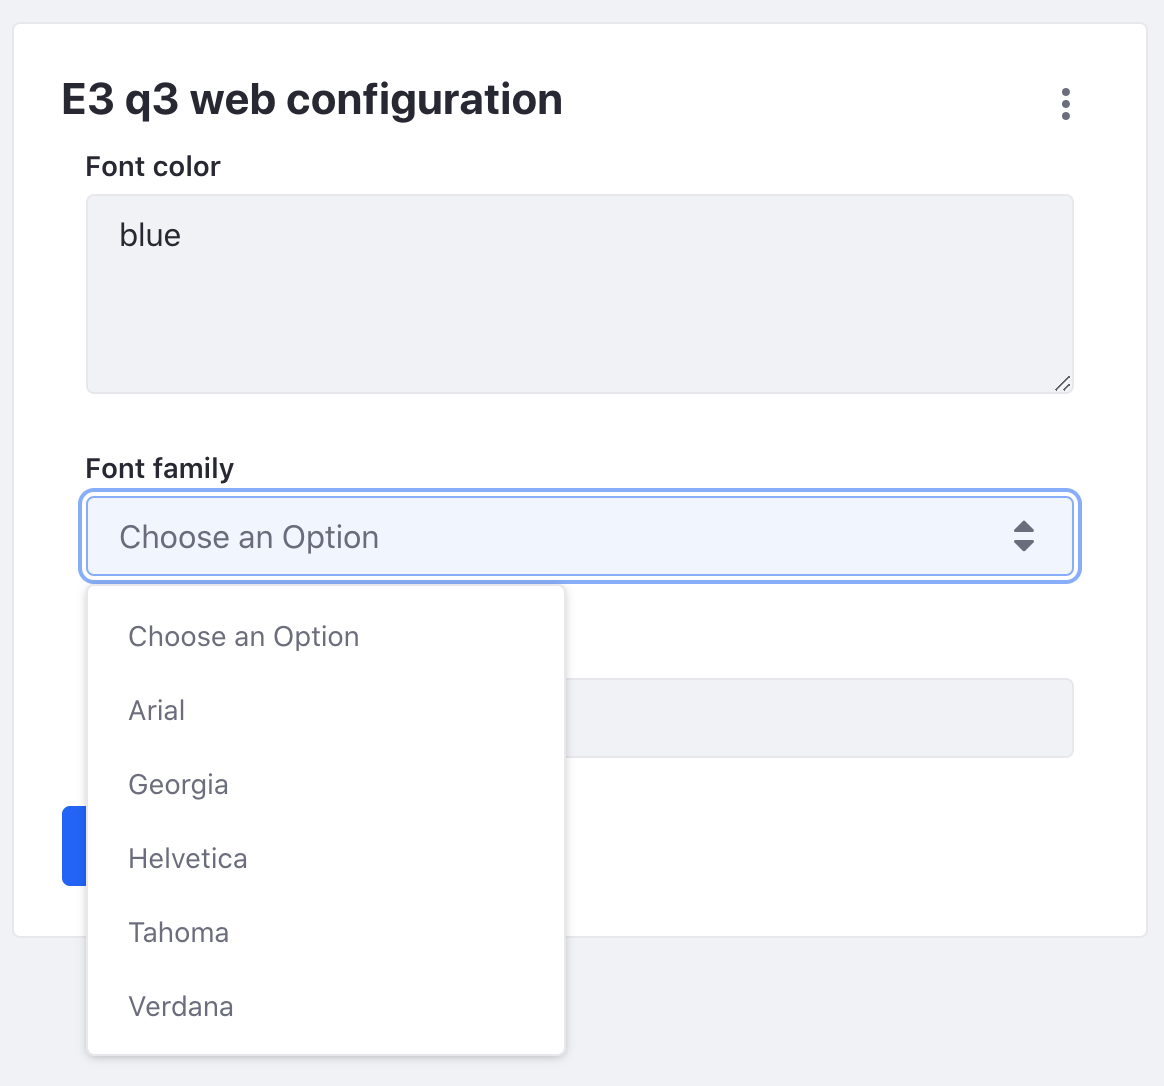 E3 q3 web configuration
Font color
blue
Font family
Choose an Option
Choose an Option
Arial
Georgia
Helvetica
Tahoma
Verdana